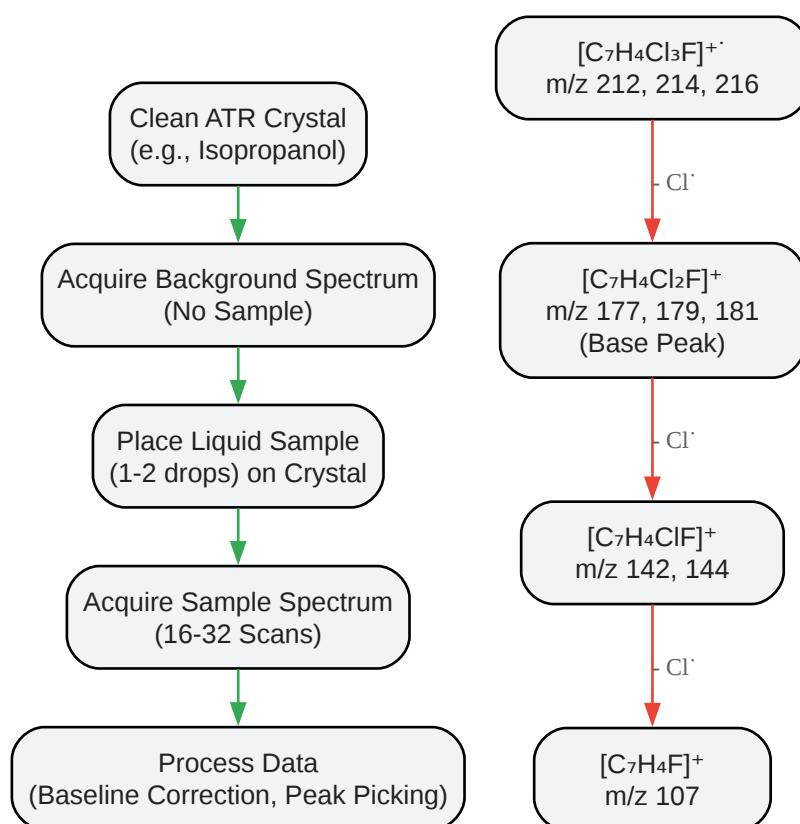 Clean ATR Crystal
(e.g., Isopropanol)
Acquire Background Spectrum
(No Sample)
Place Liquid Sample
(1-2 drops) on Crystal
Acquire Sample Spectrum
(16-32 Scans)
Process Data
(Baseline Correction, Peak Picking)
[C₇H₄Cl₃F]⁺˙
m/z 212, 214, 216
- Cl˙
[C₇H₄Cl₂F]⁺
m/z 177, 179, 181
(Base Peak)
- Cl˙
[C₇H₄ClF]⁺
m/z 142, 144
- Cl˙
[C₇H₄F]⁺
m/z 107